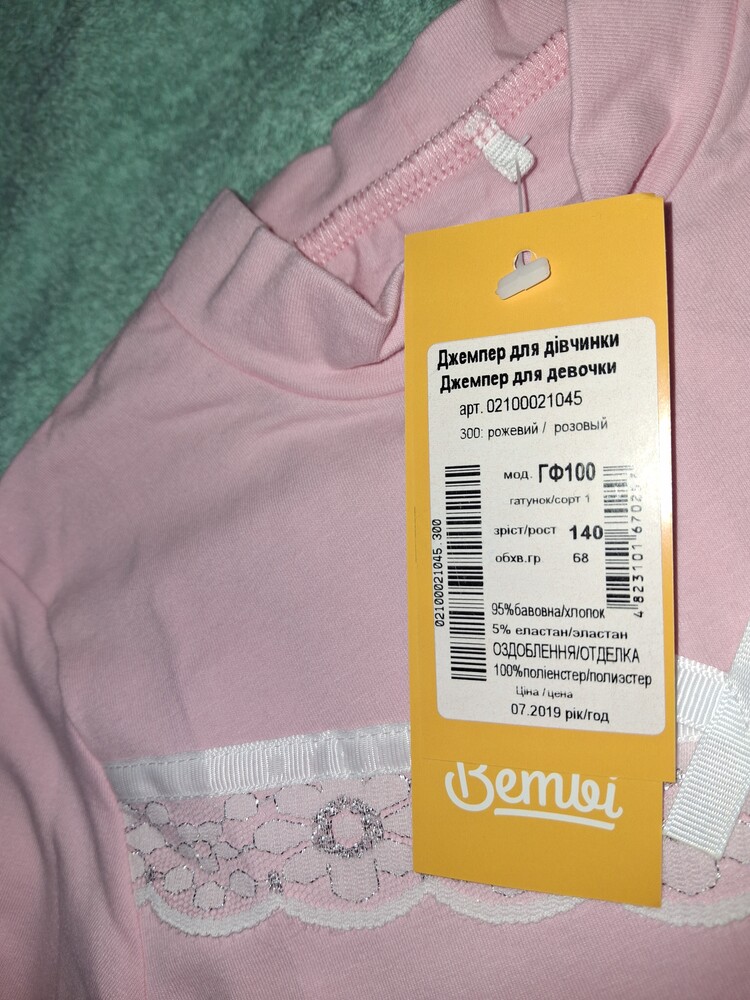 Джемпер для дівчинки
Джемпер для девочки
арт. 02100021045
300: рожевий / розовый
мод. ГФ100
гатунок/сорт 1
зріст/рост 140
обхв.гр 68
02100021045.300
95%бавовна/хлопок
5% еластан/эластан
ОЗДОБЛЕННЯ/ОТДЕЛКА
100%поліенстер/полиэстер
Ціна / цена
07.2019 рік/год
Bembi